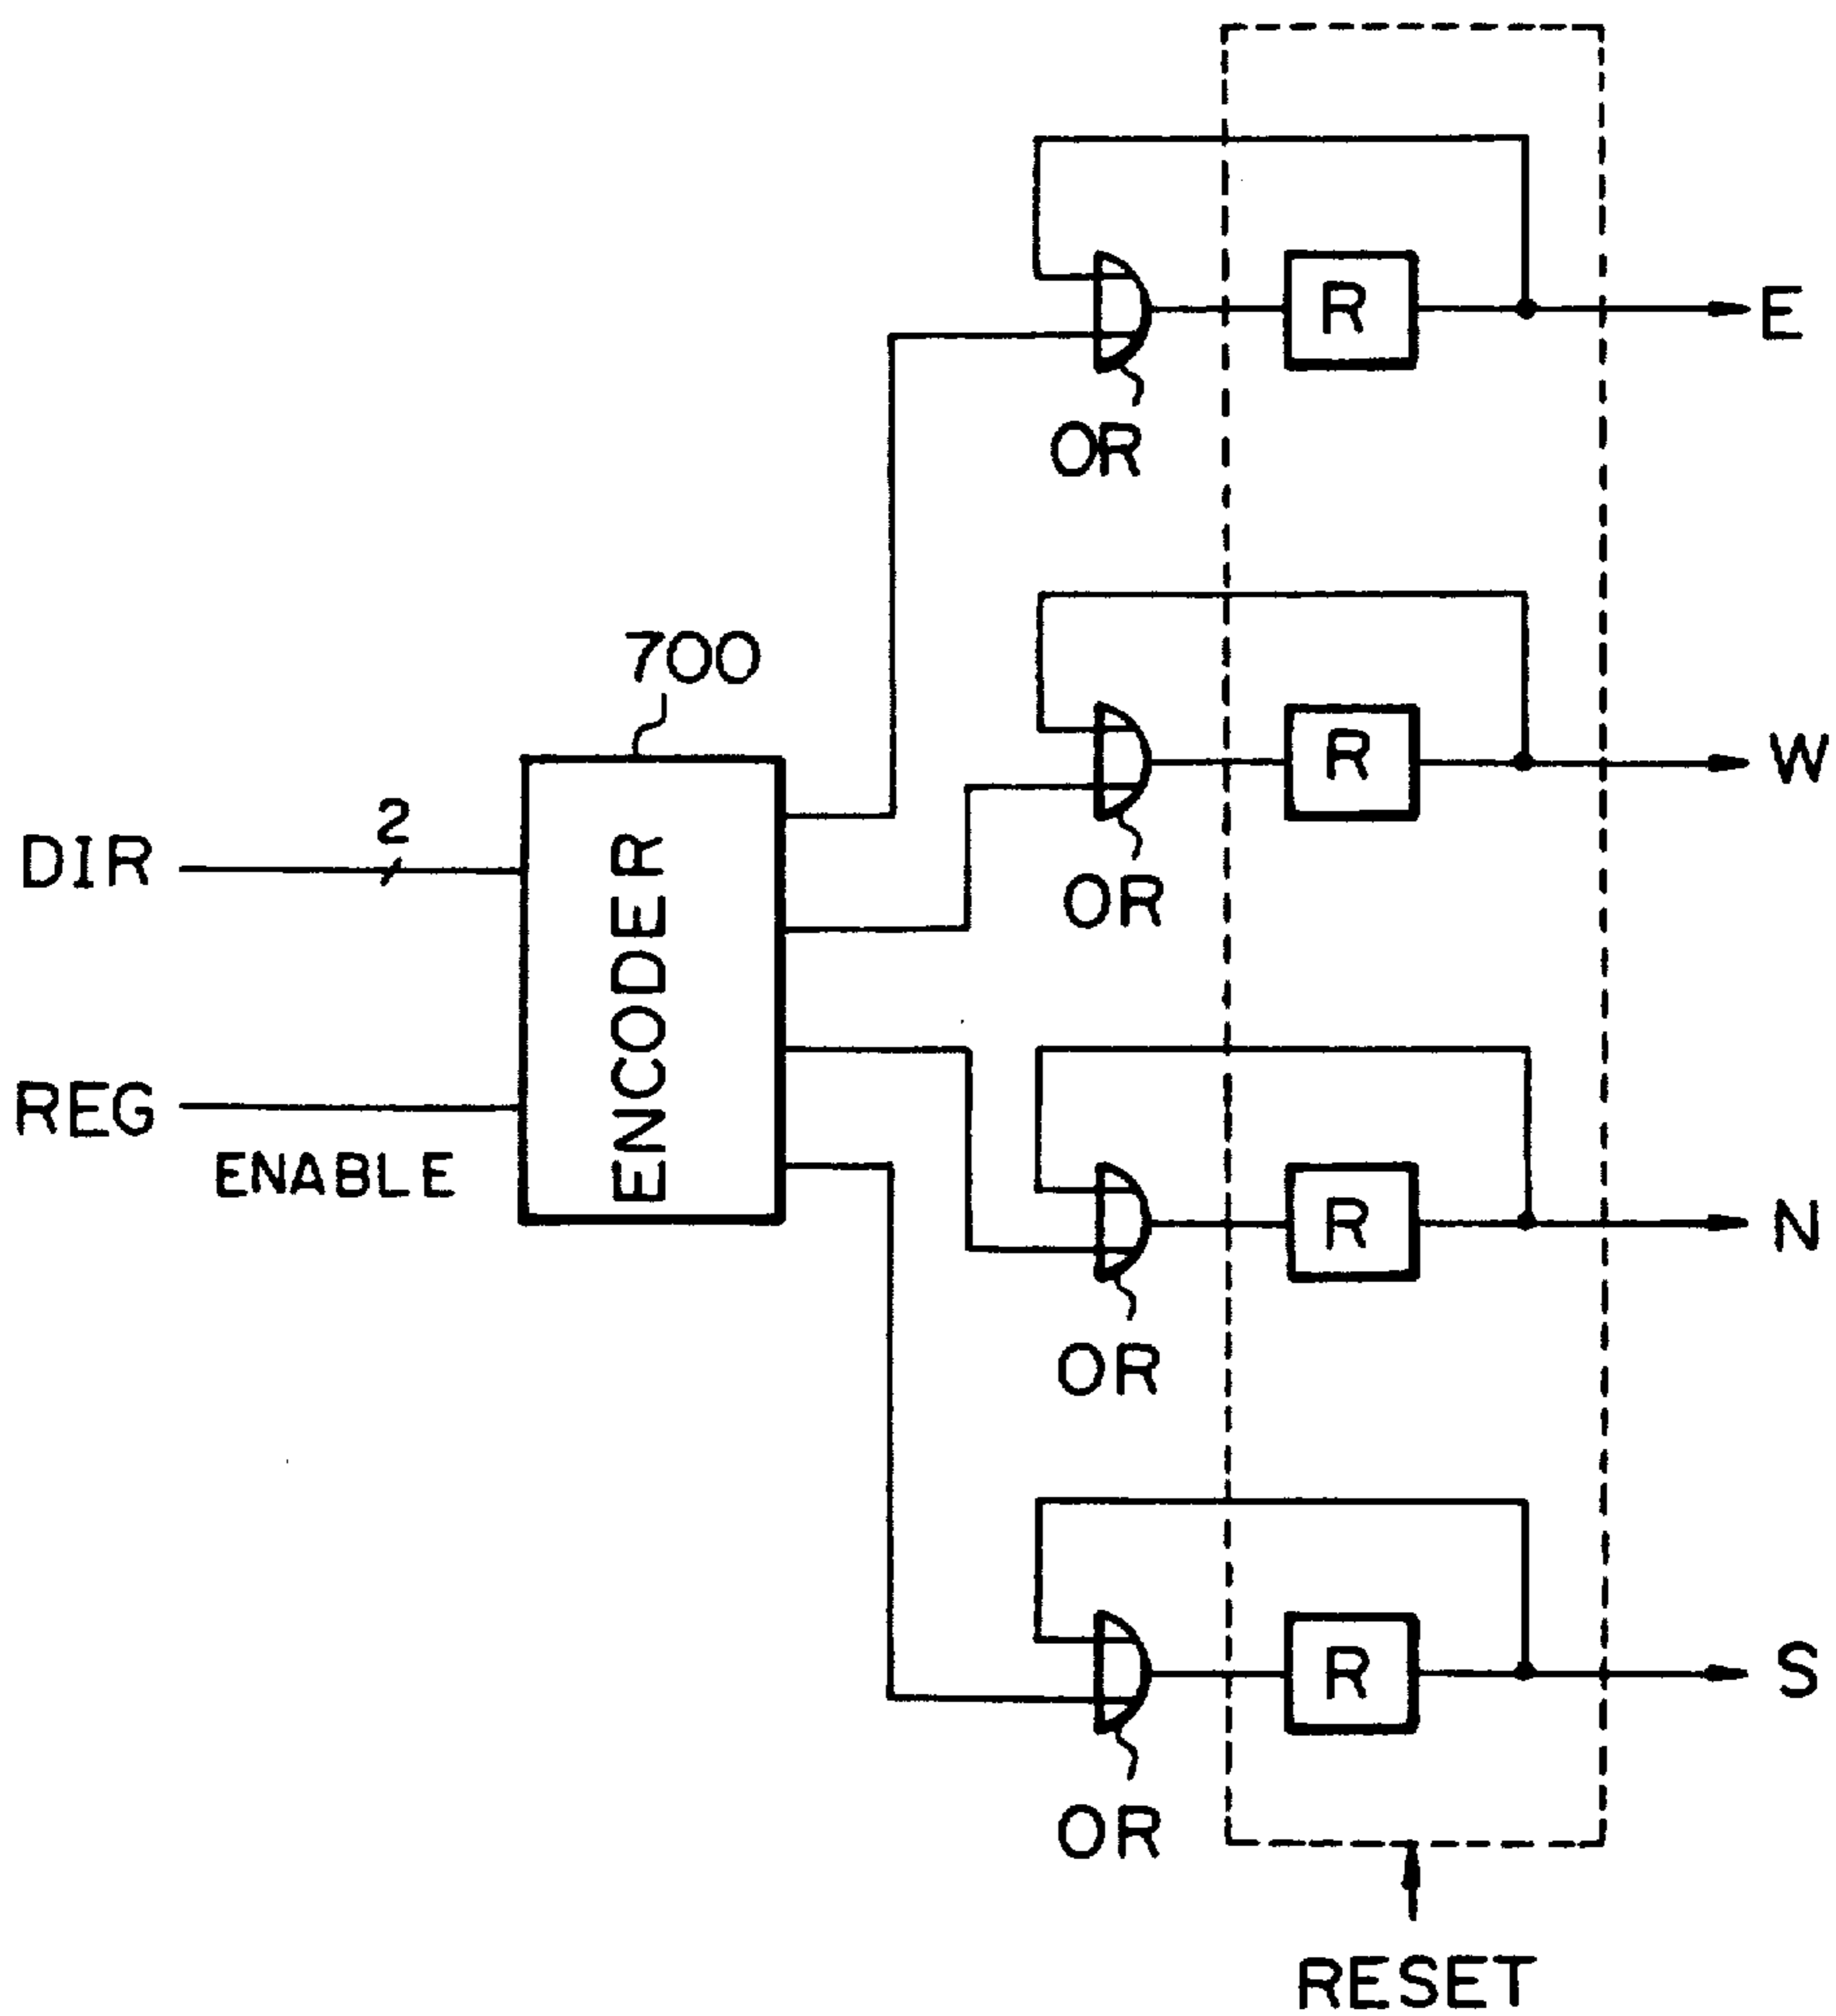 R
E
OR
700
R
W
2
DIR
OR
ENCODER
REG
ENABLE
R
N
OR
R
S
OR
RESET